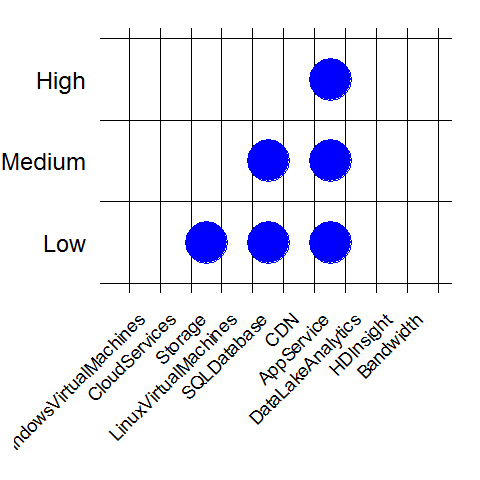 High
Medium
Low
ndowsVirtualMachines
CloudServices
Storage
LinuxVirtualMachines
SQLDatabase
CDN
AppService
DataLakeAnalytics
HDInsight
Bandwidth